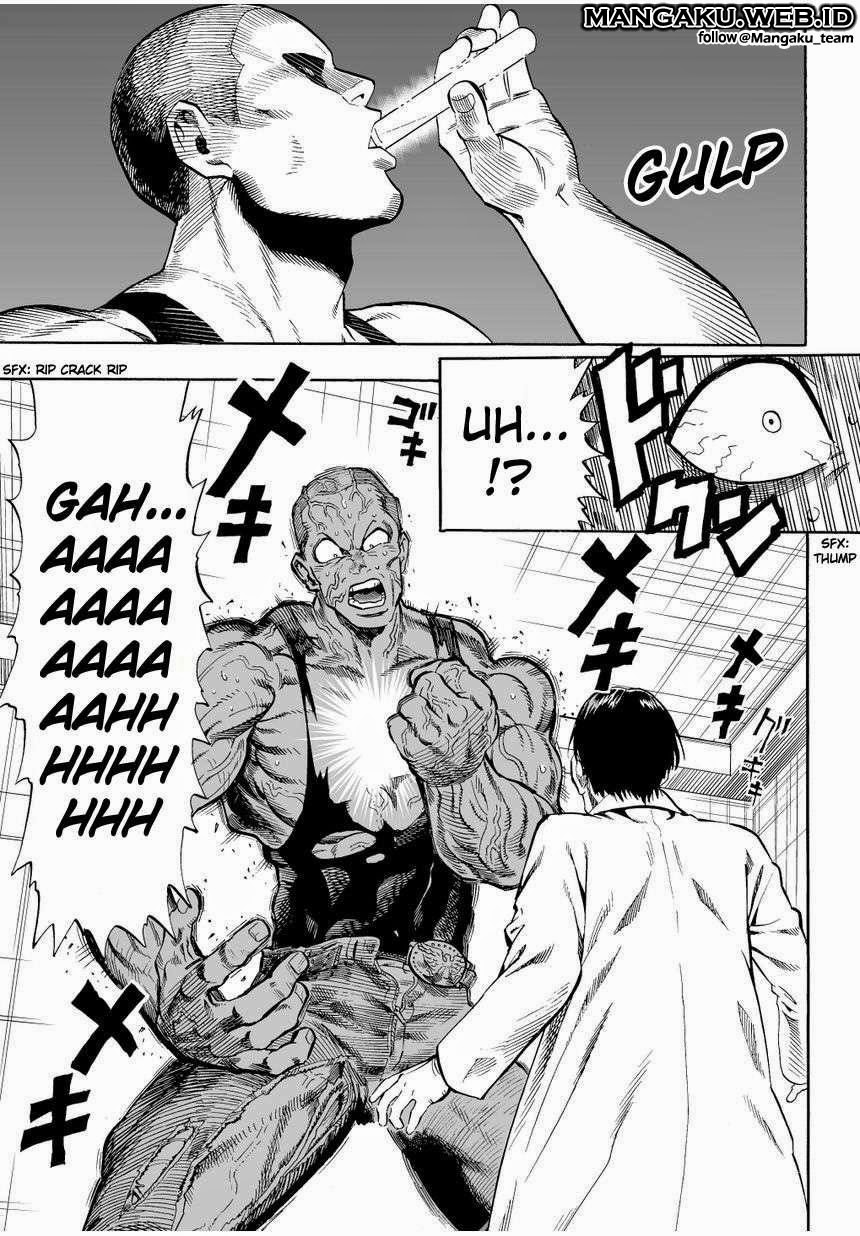 MANGAKU.WEB.ID
follow@Mangaku_team
GULP
ドクン
UH...
!?
SFX:
THUMP
SFX: RIP CRACK RIP
ゴキ
メキ
メキ
メキ
グキキ
GAH...
AAAA
AAAA
AAAA
AAHH
HHHH
HHH
メキ